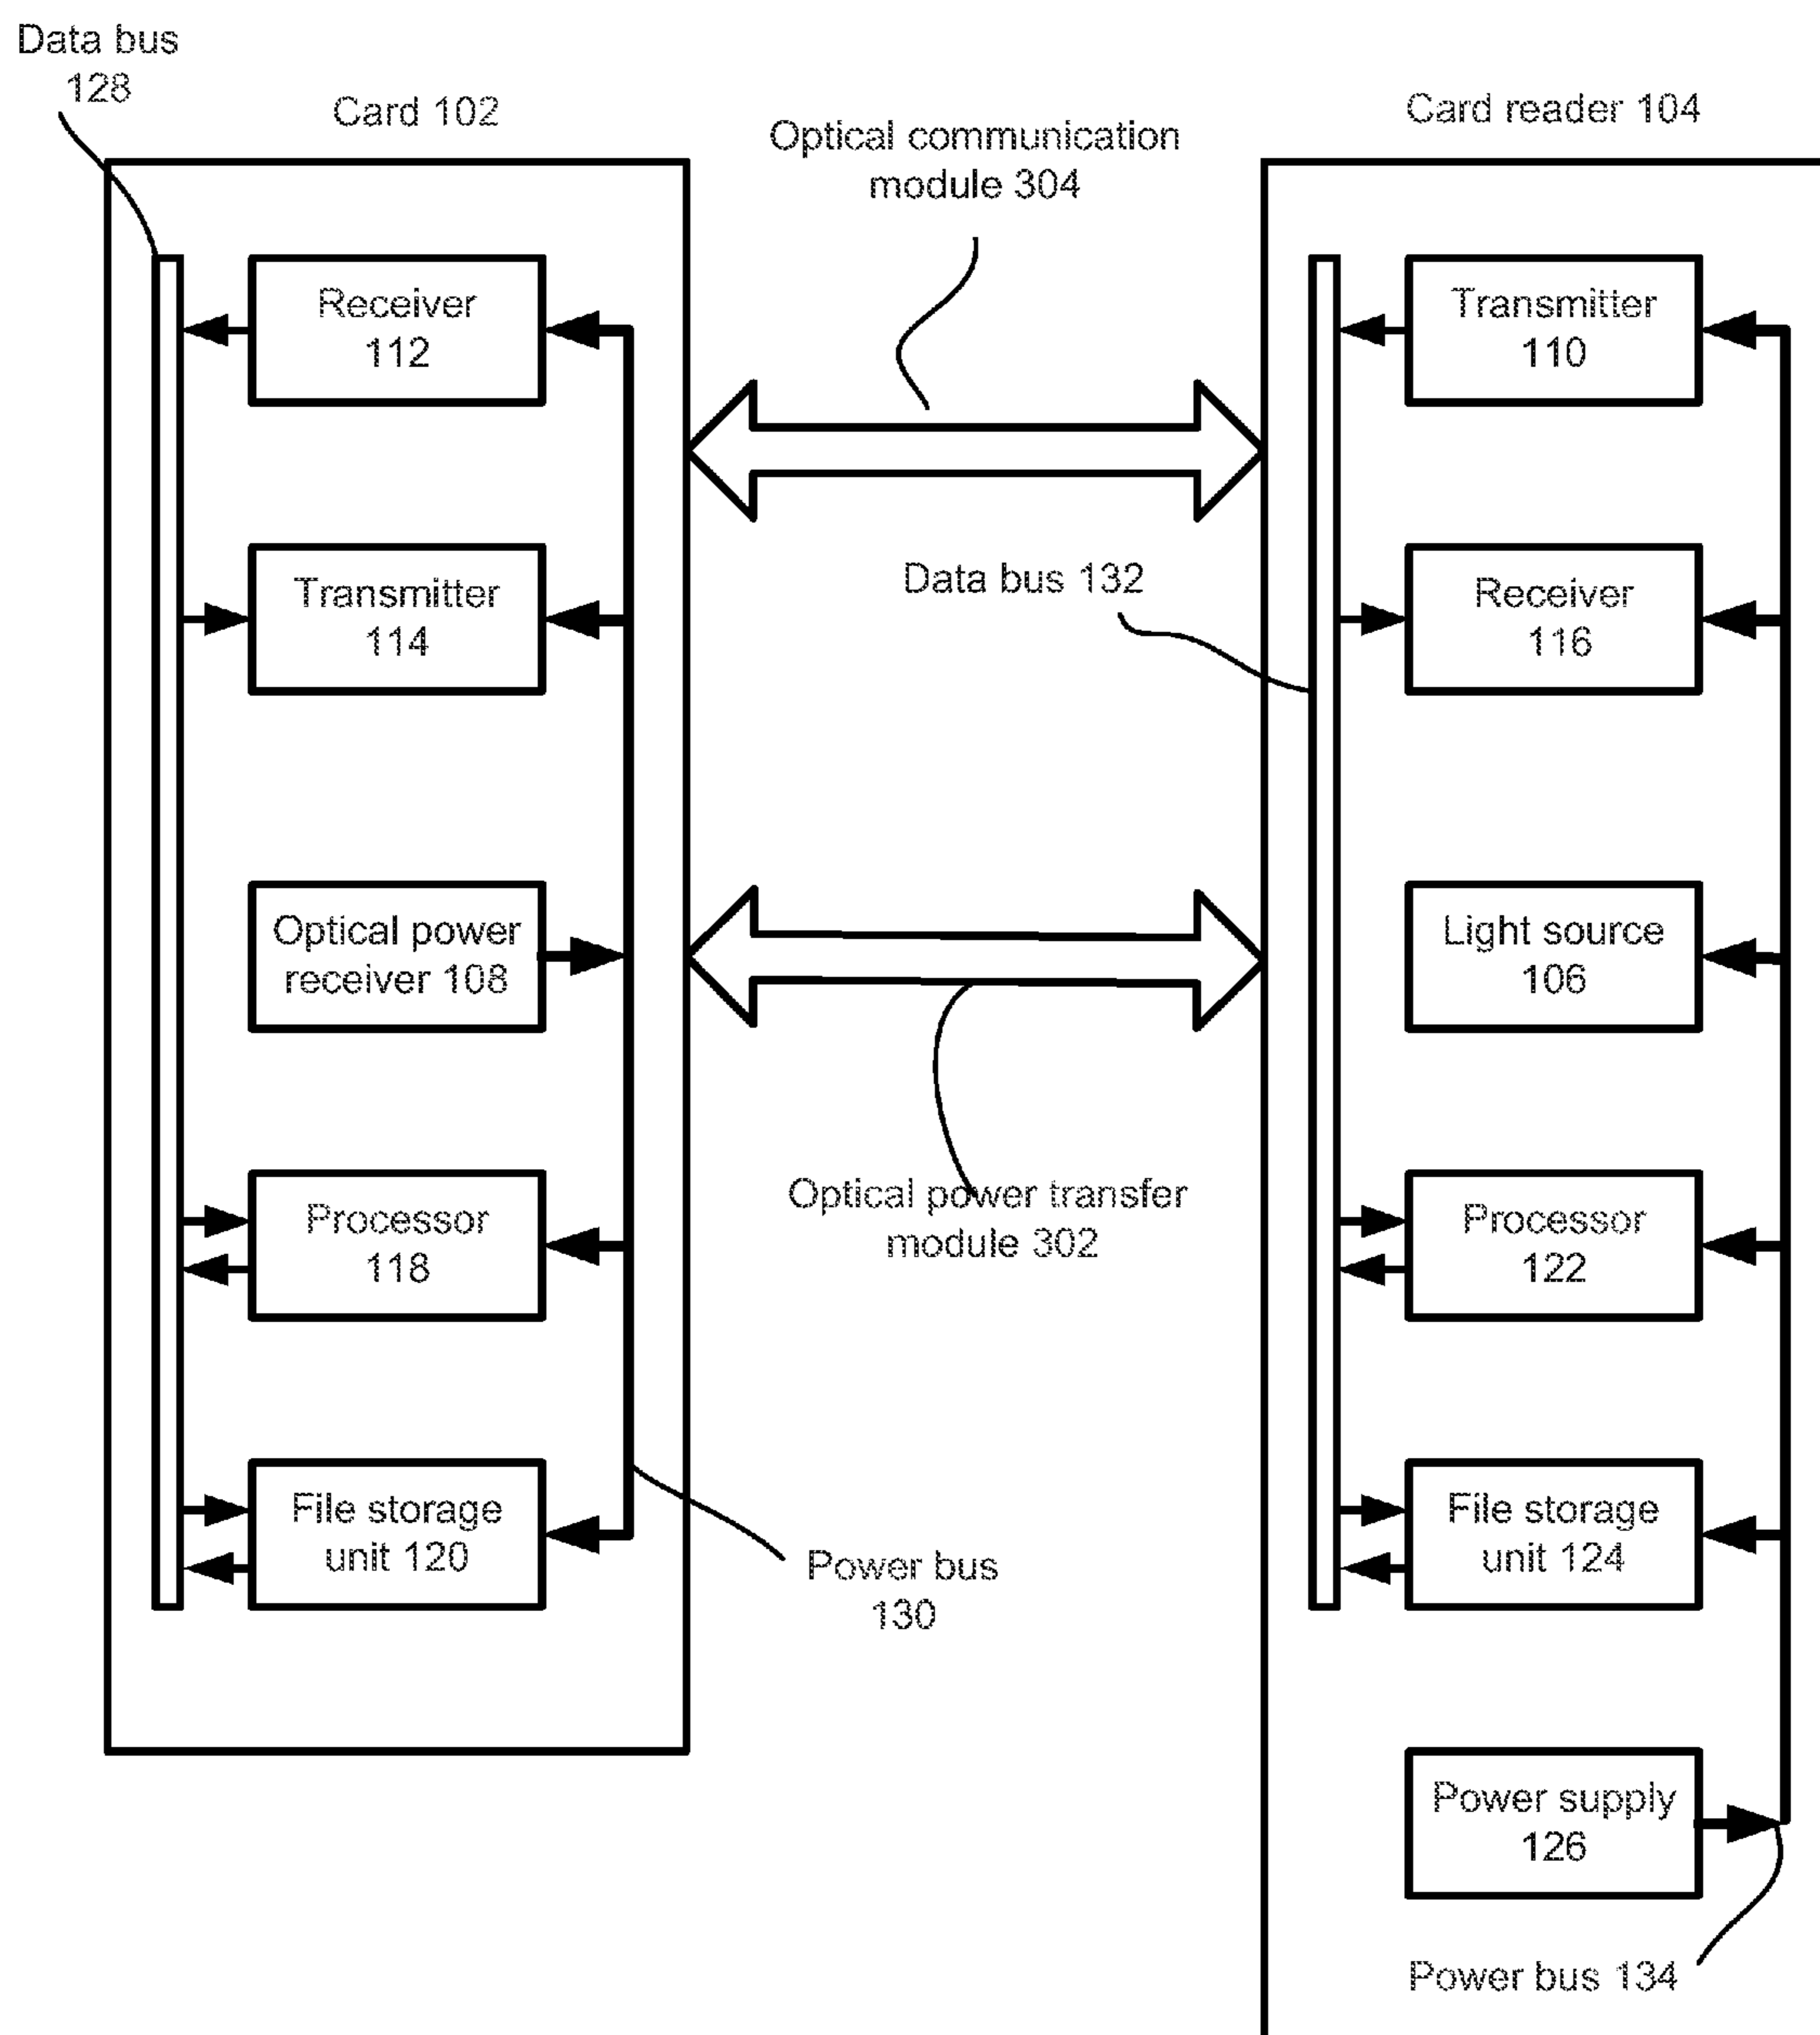 Data bus
128
Card 102
Optical communication
module 304
Card reader 104
Receiver
112
Transmitter
114
Optical power
receiver 108
Processor
118
File storage
unit 120
Data bus 132
Optical power transfer
module 302
Power bus
130
Transmitter
110
Receiver
116
Light source
106
Processor
122
File storage
unit 124
Power supply
126
Power bus 134